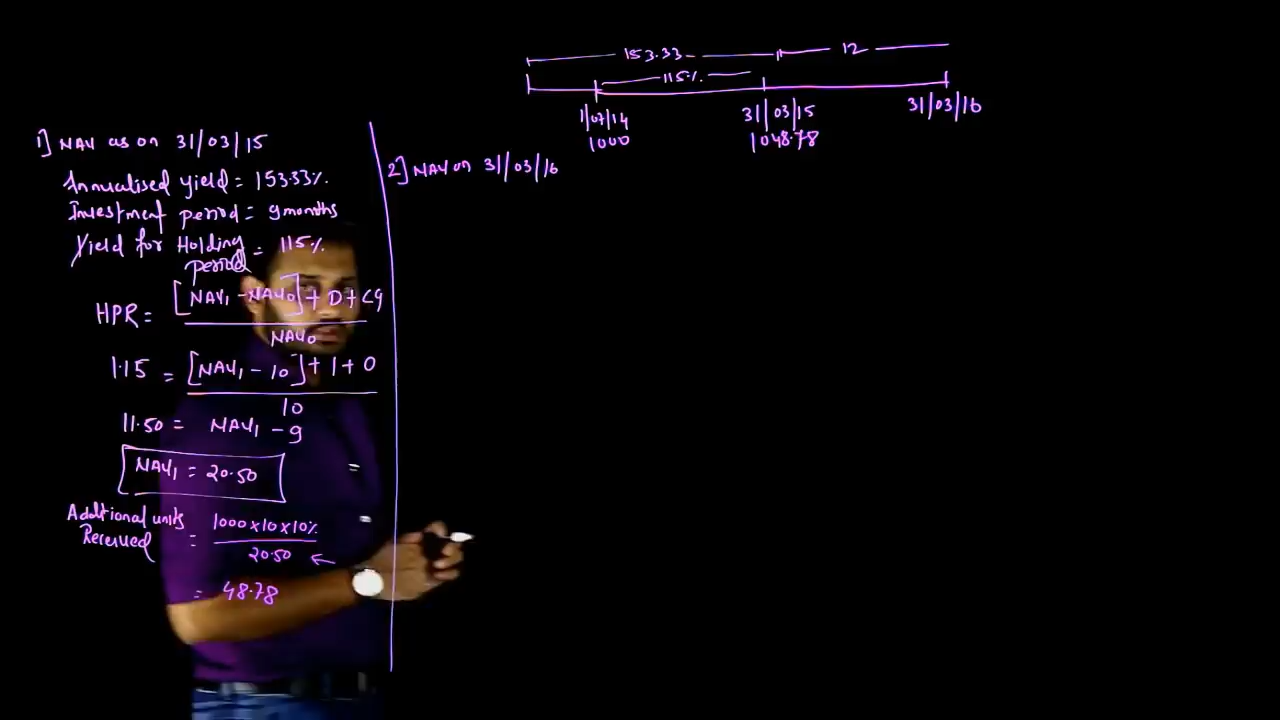 153.33 12
115%
1/07/14 31/03/15 31/03/16
1000 1048.78
1] NAV as on 31/03/15
Annualised yield = 153.33%.
Investment period = 9 months
Yield for Holding period = 115%
HPR = [NAV1 - NAV0] + D + CG
NAV0
1.15 = [NAV1 - 10] + 1 + 0
10
11.50 = NAV1 - 9
NAV1 = 20.50
Additional units Received = 1000x10x10%
20.50 ←
= 48.78
=
=
2] NAV on 31/03/16